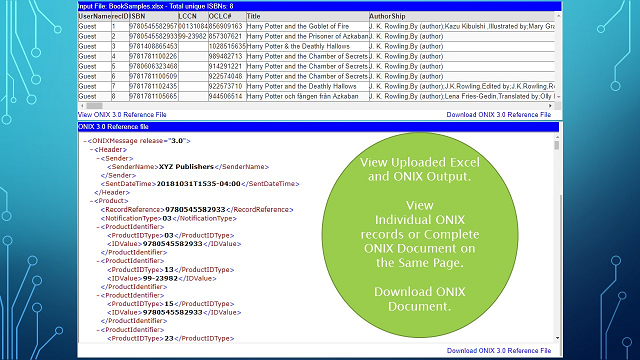 Input File: BookSamples.xlsx - Total unique ISBNs: 8
UserName recID ISBN LCCN OCLC# Title AuthorShip
Guest 1 9780545582957 00131084 856909163 Harry Potter and the Goblet of Fire J. K. Rowling,By (author);Kazu Kibuishi ,Illustrated by;Mary Gra
Guest 2 9780545582933 99-23982 857307621 Harry Potter and the Prisoner of Azkaban J. K. Rowling,By (author);
Guest 3 9781408865453 1028515635 Harry Potter & the Deathly Hallows J. K. Rowling,By (author);
Guest 4 9781781100226 989482713 Harry Potter and the Chamber of Secrets J. K. Rowling,By (author);
Guest 5 9780606323468 914291221 Harry Potter and the Chamber of Secrets J. K. Rowling,By (author);
Guest 6 9781781100509 922574048 Harry Potter and the Chamber of Secrets J. K. Rowling,By (author);
Guest 7 9781781102435 922573710 Harry Potter and the Deathly Hallows J. K. Rowling,By (author);J.K.Rowling,Edited by;J.K.Rowling,Ed
Guest 8 9781781105665 944506514 Harry Potter och fången från Azkaban J. K. Rowling,By (author);Lena Fries-Gedin,Translated by;Olly
View ONIX 3.0 Reference File Download ONIX 3.0 Reference File
ONIX 3.0 Reference file
-<ONIXMessage release="3.0">
-<Header>
-<Sender>
<SenderName>XYZ Publishers</SenderName>
</Sender>
<SentDateTime>20181031T1535-04:00</SentDateTime>
</Header>
-<Product>
<RecordReference>9780545582933</RecordReference>
<NotificationType>03</NotificationType>
-<ProductIdentifier>
<ProductIDType>03</ProductIDType>
<IDValue>9780545582933</IDValue>
</ProductIdentifier>
-<ProductIdentifier>
<ProductIDType>13</ProductIDType>
<IDValue>99-23982</IDValue>
</ProductIdentifier>
-<ProductIdentifier>
<ProductIDType>15</ProductIDType>
<IDValue>9780545582933</IDValue>
</ProductIdentifier>
-<ProductIdentifier>
<ProductIDType>23</ProductIDType>
View Uploaded Excel
and ONIX Output.
View
Individual ONIX
records or Complete
ONIX Document on
the Same Page.
Download ONIX
Document.
Download ONIX 3.0 Reference File